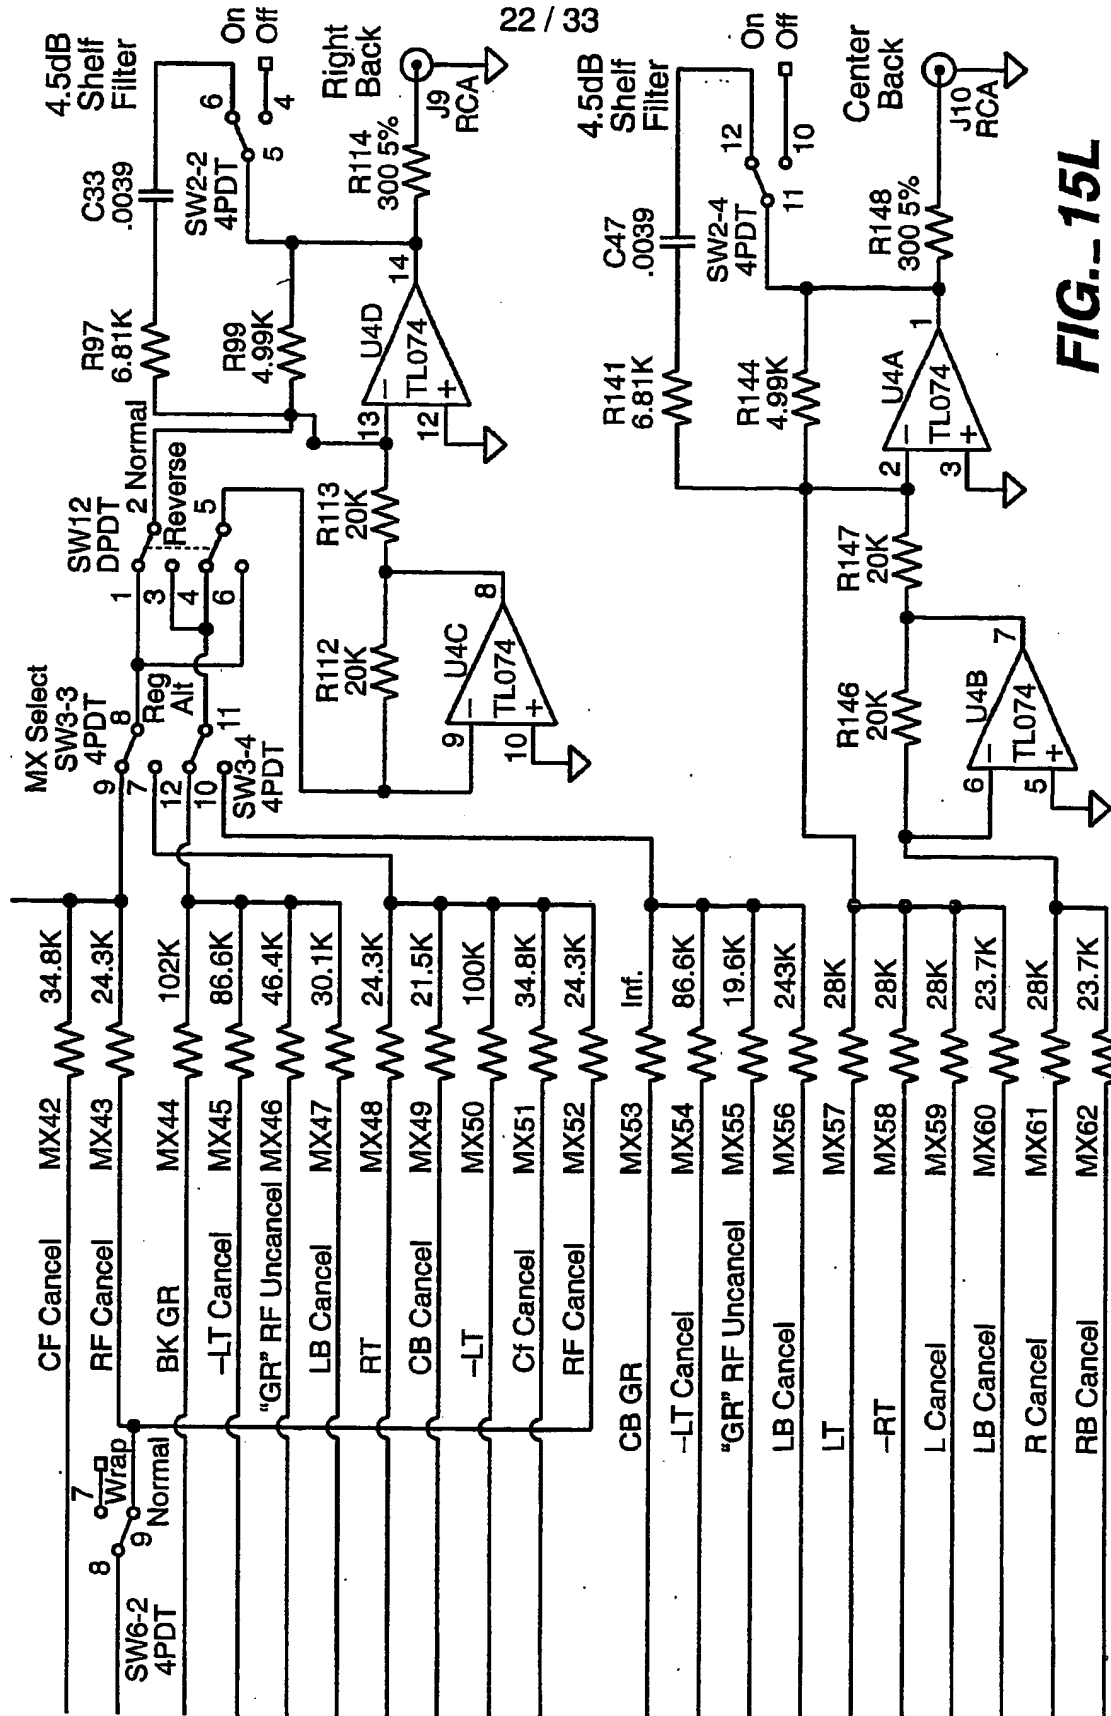 22 / 33
4.5dB
Shelf
Filter
On
Off
6
4
5
C33
.0039
SW2-2
4PDT
Right
Back
J9
RCA
R114
300 5%
R97
6.81K
R99
4.99K
14
U4D
TL074
13
12
−
+
SW12
DPDT
2 Normal
Reverse
5
1
3
4
6
R113
20K
R112
20K
8
U4C
TL074
9
10
−
+
MX Select
SW3-3
4PDT
8
Reg
Alt
11
9
7
12
10
SW3-4
4PDT
4.5dB
Shelf
Filter
On
Off
12
10
11
C47
.0039
SW2-4
4PDT
Center
Back
J10
RCA
R148
300 5%
R141
6.81K
R144
4.99K
1
U4A
TL074
2
3
−
+
R147
20K
R146
20K
7
U4B
TL074
6
5
−
+
CF Cancel MX42 34.8K
RF Cancel MX43 24.3K
BK GR MX44 102K
–LT Cancel MX45 86.6K
"GR" RF Uncancel MX46 46.4K
LB Cancel MX47 30.1K
RT MX48 24.3K
CB Cancel MX49 21.5K
–LT MX50 100K
Cf Cancel MX51 34.8K
RF Cancel MX52 24.3K
CB GR MX53 Inf.
–LT Cancel MX54 86.6K
"GR" RF Uncancel MX55 19.6K
LB Cancel MX56 243K
LT MX57 28K
–RT MX58 28K
L Cancel MX59 28K
LB Cancel MX60 23.7K
R Cancel MX61 28K
RB Cancel MX62 23.7K
7
Wrap
8
9
Normal
SW6-2
4PDT
FIG._15L